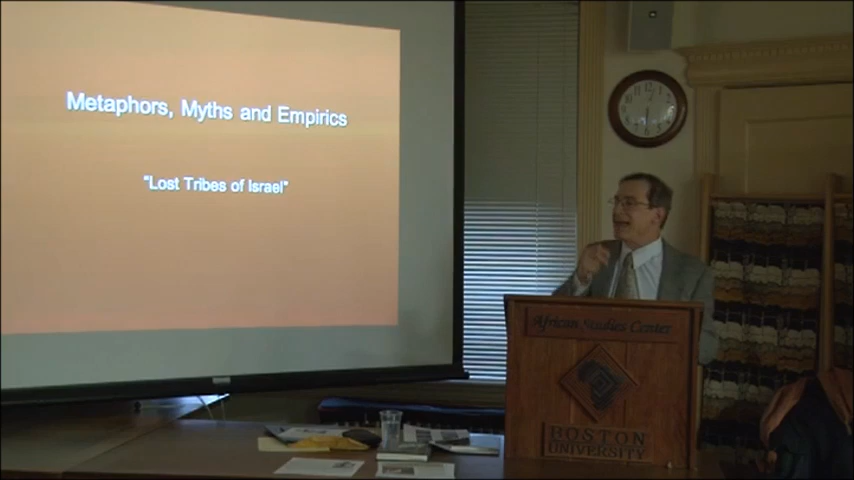 Metaphors, Myths and Empirics
"Lost Tribes of Israel"
African Studies Center
BOSTON
UNIVERSITY